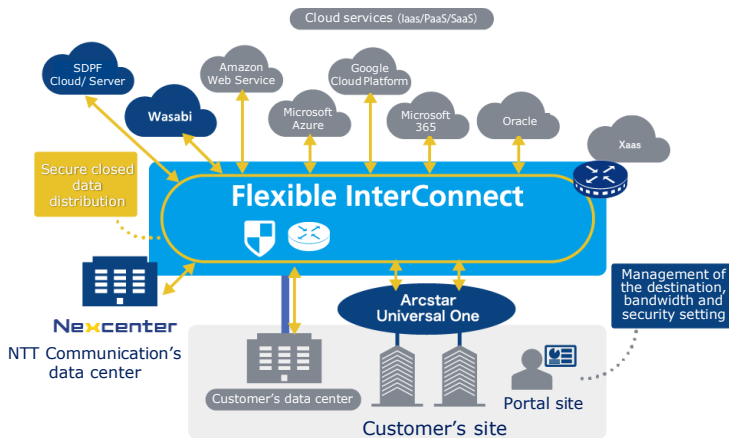 Cloud services (Iaas/PaaS/SaaS)
SDPF
Cloud/ Server
Wasabi
Amazon
Web Service
Microsoft
Azure
Google
Cloud Platform
Microsoft
365
Oracle
Xaas
Secure closed
data
distribution
Flexible InterConnect
Nexcenter
NTT Communication's
data center
Arcstar
Universal One
Management of
the destination,
bandwidth and
security setting
Customer's data center
Portal site
Customer's site